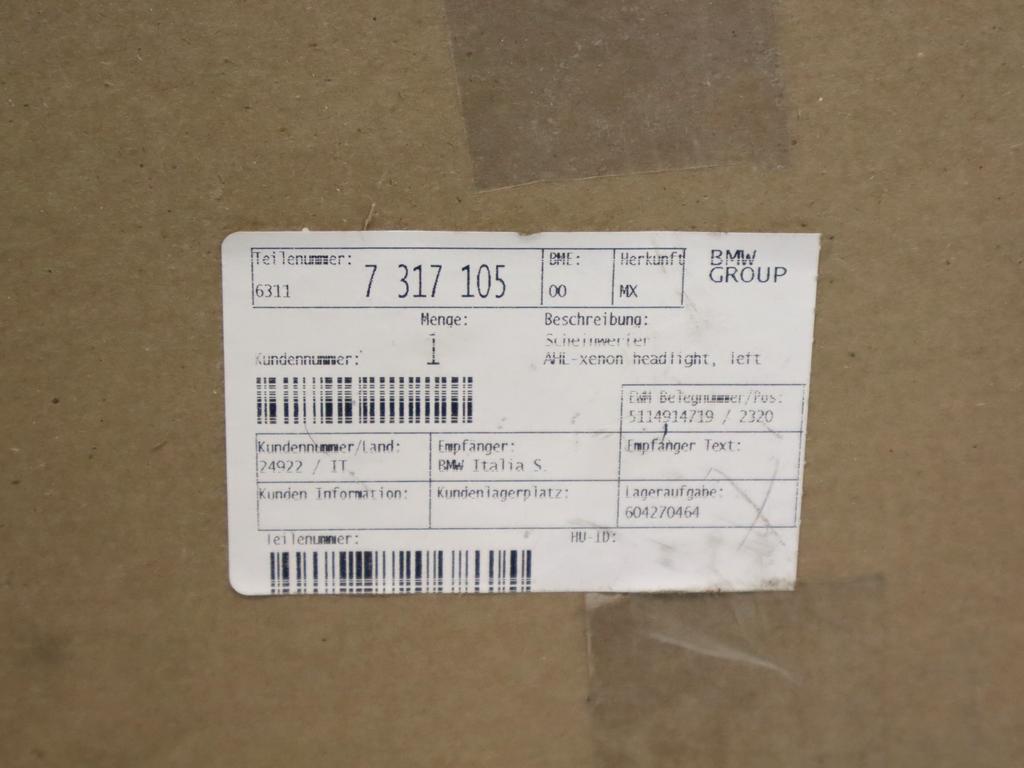 Teilenummer:
6311 7 317 105
BME:
00
Herkunft
MX
BMW
GROUP
Menge:
1
Beschreibung:
Scheinwerfer
AHL-xenon headlight, left
Kundennummer:
EWM Belegnummer/Pos:
5114914719 / 2320
Kundennummer/Land:
24922 / IT
Empfänger:
BMW Italia S.
Empfänger Text:
Kunden Information:
Kundenlagerplatz:
Lageraufgabe:
604270464
Teilenummer:
HU-ID: